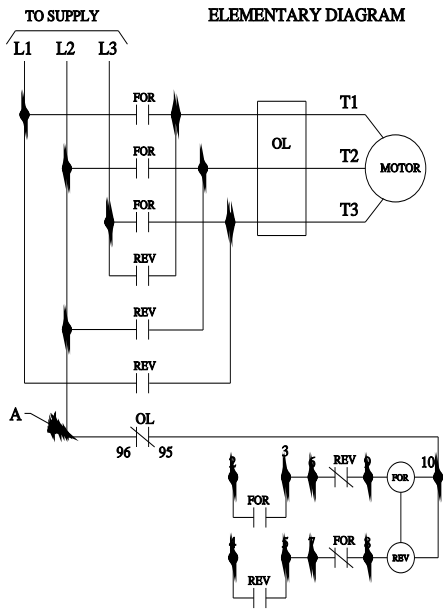 TO SUPPLY
ELEMENTARY DIAGRAM
L1 L2 L3
FOR
T1
OL
FOR
T2
MOTOR
FOR
T3
REV
REV
REV
A
OL
96 95
2 3 6 REV 9 FOR 10
FOR
4 5 7 FOR 8 REV
REV